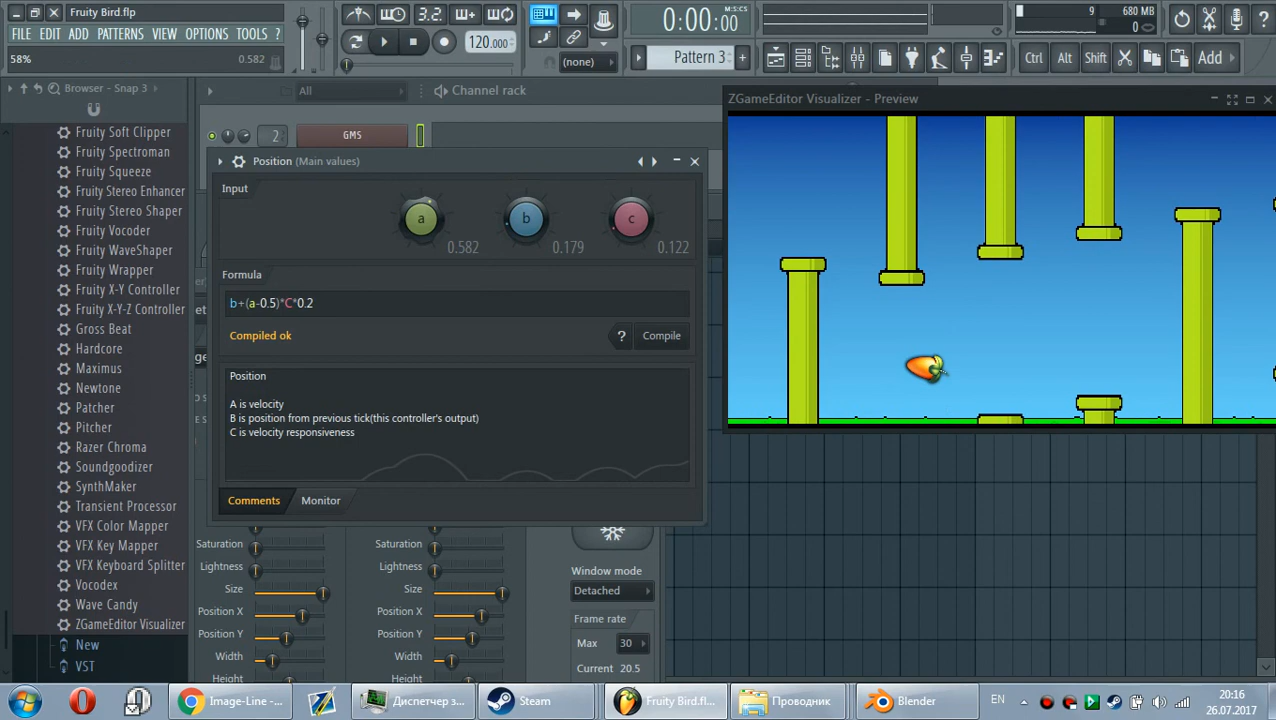 Fruity Bird.flp
FILE EDIT ADD PATTERNS VIEW OPTIONS TOOLS ?
58% 0.582
3.2.
120.000
0:00:00
M:S:CS
9 680 MB
0
(none)
Pattern 3
Ctrl Alt Shift
Add
Browser - Snap 3
All
Channel rack
2 GMS
Fruity Soft Clipper
Fruity Spectroman
Fruity Squeeze
Fruity Stereo Enhancer
Fruity Stereo Shaper
Fruity Vocoder
Fruity WaveShaper
Fruity Wrapper
Fruity X-Y Controller
Fruity X-Y-Z Controller
Gross Beat
Hardcore
Maximus
Newtone
Patcher
Pitcher
Razer Chroma
Soundgoodizer
SynthMaker
Transient Processor
VFX Color Mapper
VFX Key Mapper
VFX Keyboard Splitter
Vocodex
Wave Candy
ZGameEditor Visualizer
New
VST
Position (Main values)
Input
a b c
0.582 0.179 0.122
Formula
b+(a-0.5)*C*0.2
Compiled ok
? Compile
Position
A is velocity
B is position from previous tick(this controller's output)
C is velocity responsiveness
Comments Monitor
ZGameEditor Visualizer - Preview
Saturation Saturation
Lightness Lightness
Size Size
Position X Position X
Position Y Position Y
Width Width
Height Height
Window mode
Detached
Frame rate
Max 30
Current 20.5
Image-Line -...
Диспетчер з...
Steam
Fruity Bird.fl...
Проводник
Blender
EN
20:16
26.07.2017